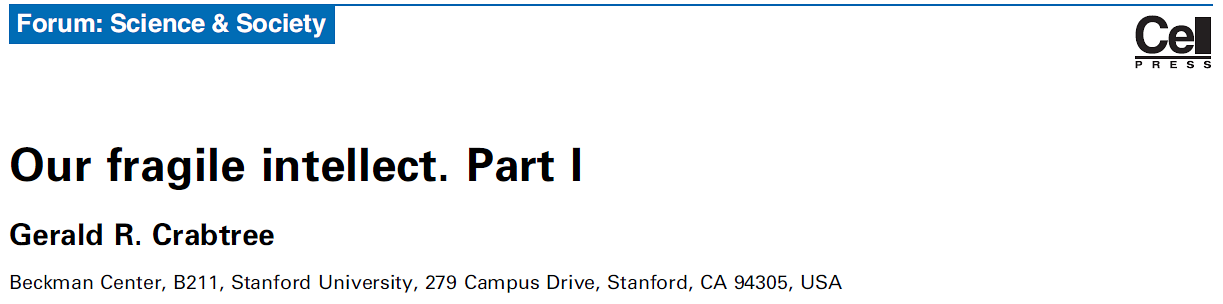 Forum: Science & Society
Cell
PRESS
Our fragile intellect. Part I
Gerald R. Crabtree
Beckman Center, B211, Stanford University, 279 Campus Drive, Stanford, CA 94305, USA